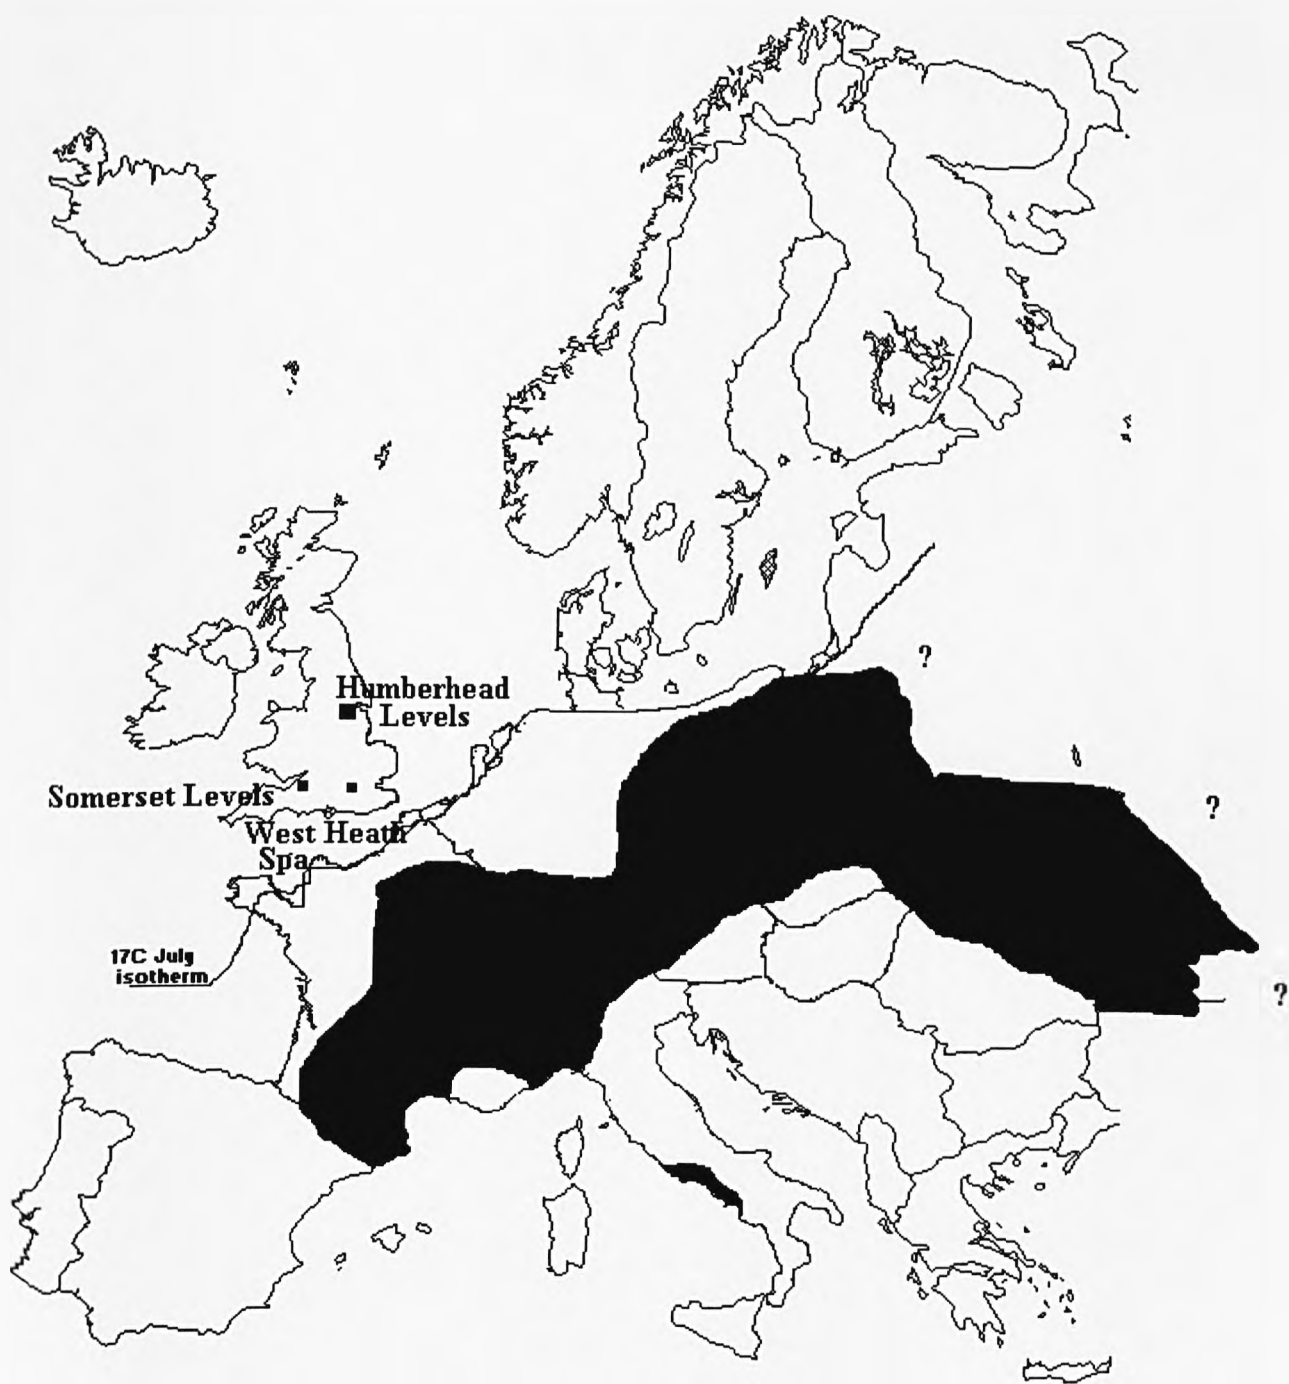 ?
Humberhead
Levels
Somerset Levels
?
West Heath
Spa
17C July
isotherm
?